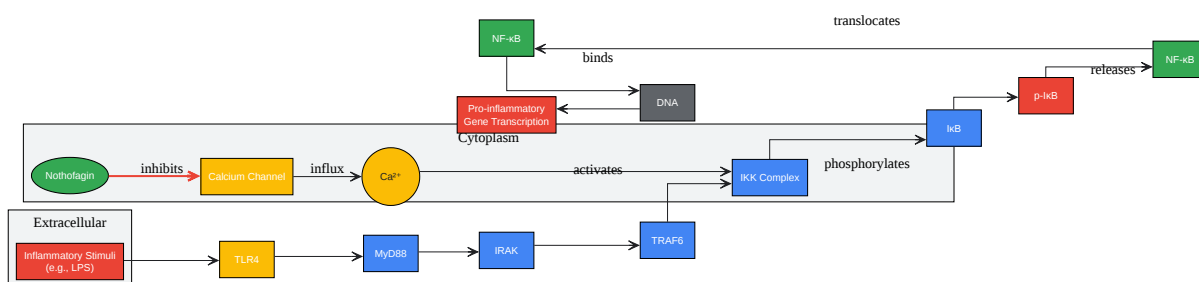 translocates
NF-κB
binds
NF-κB
releases
p-IκB
DNA
Pro-inflammatory
Gene Transcription
Cytoplasm
IκB
Nothofagin
inhibits
Calcium Channel
influx
Ca²⁺
activates
IKK Complex
phosphorylates
Extracellular
Inflammatory Stimuli
(e.g., LPS)
TLR4
MyD88
IRAK
TRAF6